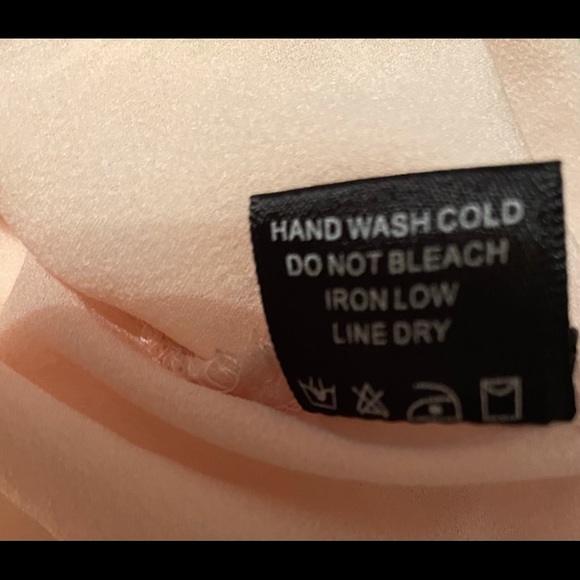 HAND WASH COLD
DO NOT BLEACH
IRON LOW
LINE DRY